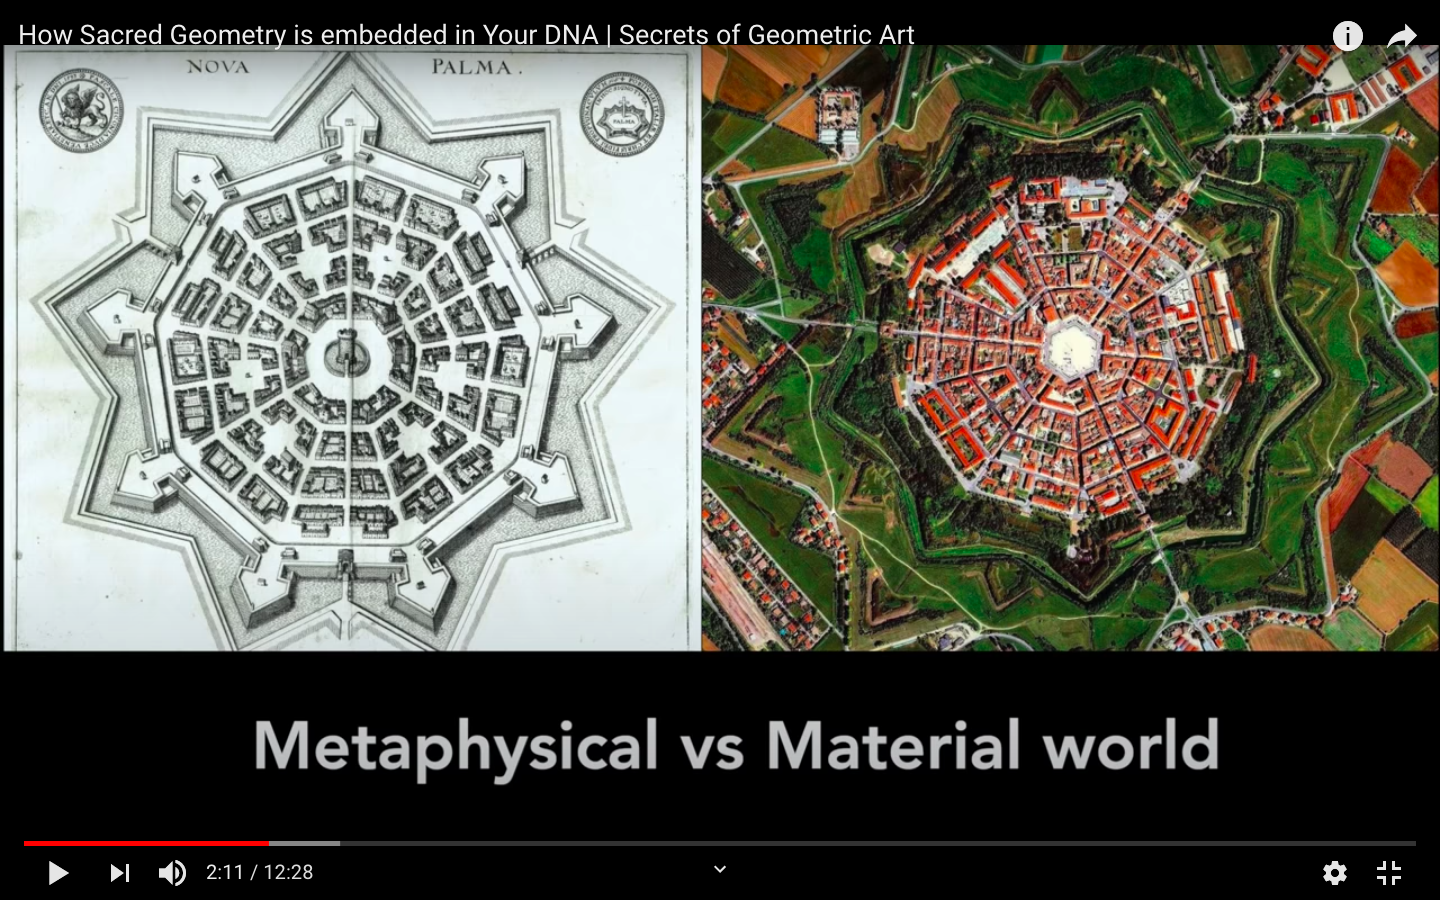 How Sacred Geometry is embedded in Your DNA | Secrets of Geometric Art
NOVA PALMA.
PALMA
Metaphysical vs Material world
2:11 / 12:28